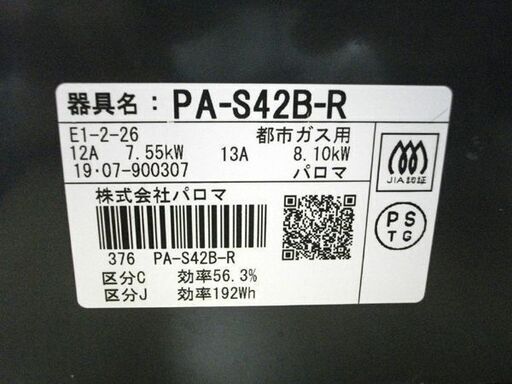 器具名： PA-S42B-R
E1-2-26 都市ガス用
12A 7.55kW 13A 8.10kW
19・07-900307 パロマ
JIA認証
株式会社パロマ
376 PA-S42B-R
区分C 効率56.3%
区分J 効率192Wh
PS
TG